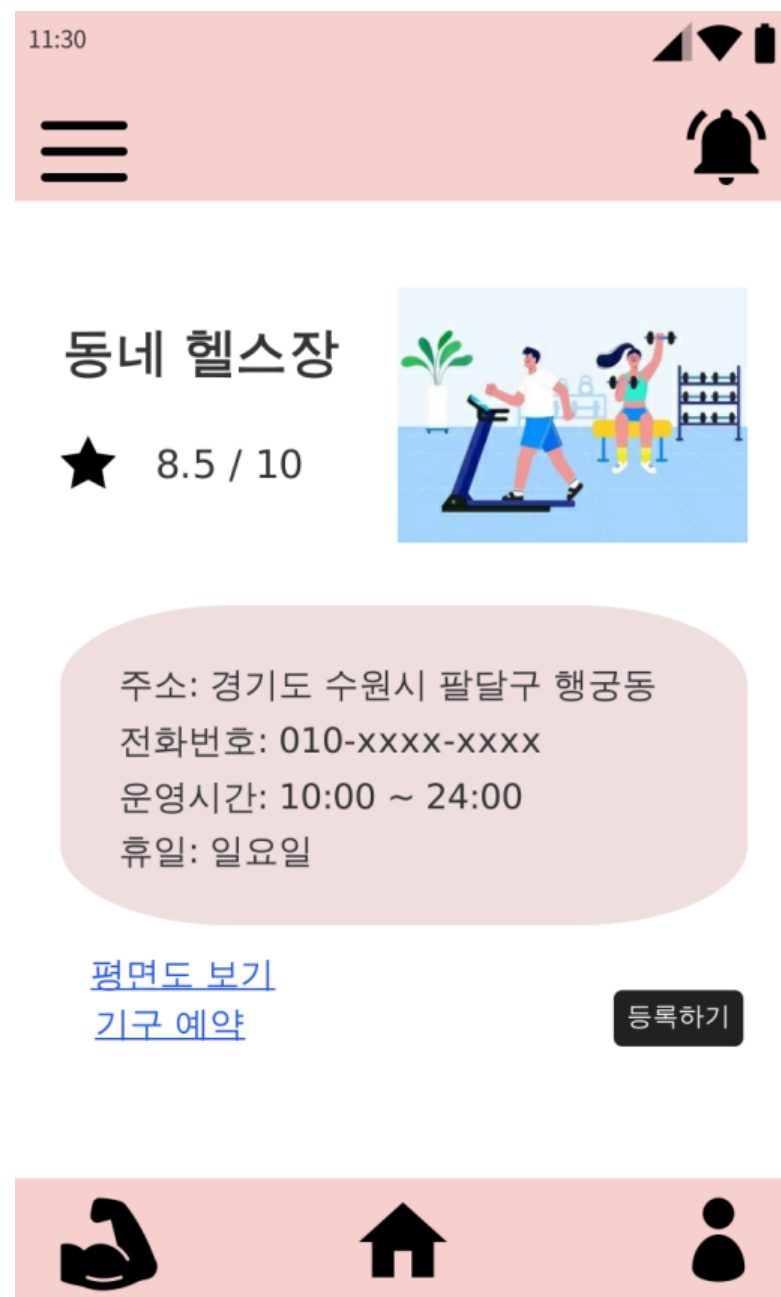 11:30
동네 헬스장
8.5 / 10
주소: 경기도 수원시 팔달구 행궁동
전화번호: 010-xxxx-xxxx
운영시간: 10:00 ~ 24:00
휴일: 일요일
평면도 보기
기구 예약
등록하기